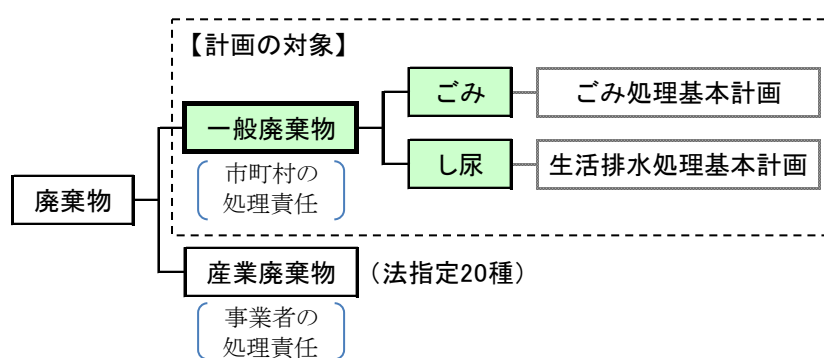 【計画の対象】
ごみ
ごみ処理基本計画
一般廃棄物
し尿
生活排水処理基本計画
市町村の
処理責任
廃棄物
産業廃棄物
（法指定20種）
事業者の
処理責任